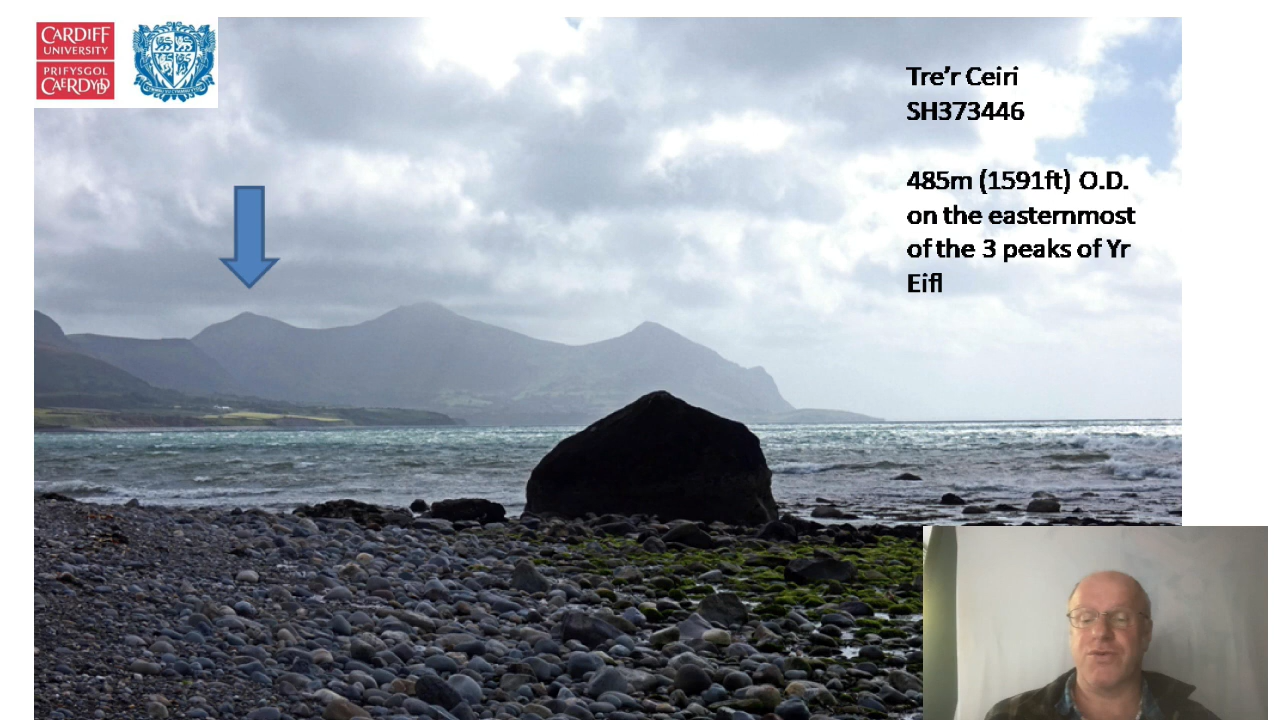 CARDIFF
UNIVERSITY
PRIFYSGOL
CAERDYDD
Tre'r Ceiri
SH373446
485m (1591ft) O.D.
on the easternmost
of the 3 peaks of Yr
Eifl